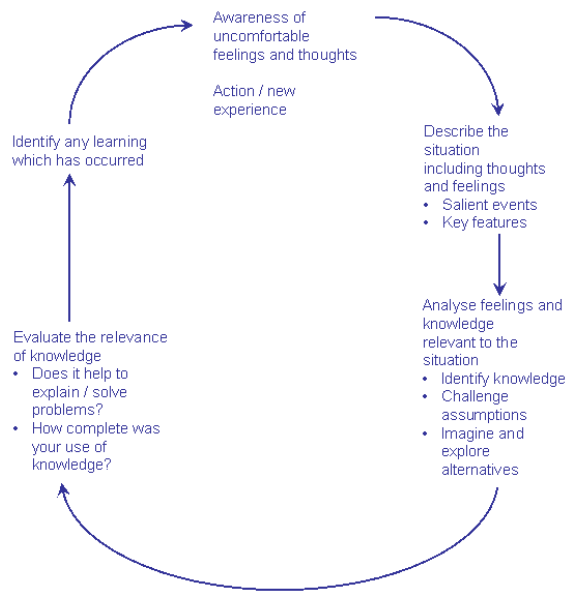 Awareness of
uncomfortable
feelings and thoughts
Action / new
experience
Describe the
situation
including thoughts
and feelings
• Salient events
• Key features
Analyse feelings and
knowledge
relevant to the
situation
• Identify knowledge
• Challenge
assumptions
• Imagine and
explore
alternatives
Evaluate the relevance
of knowledge
• Does it help to
explain / solve
problems?
• How complete was
your use of
knowledge?
Identify any learning
which has occurred